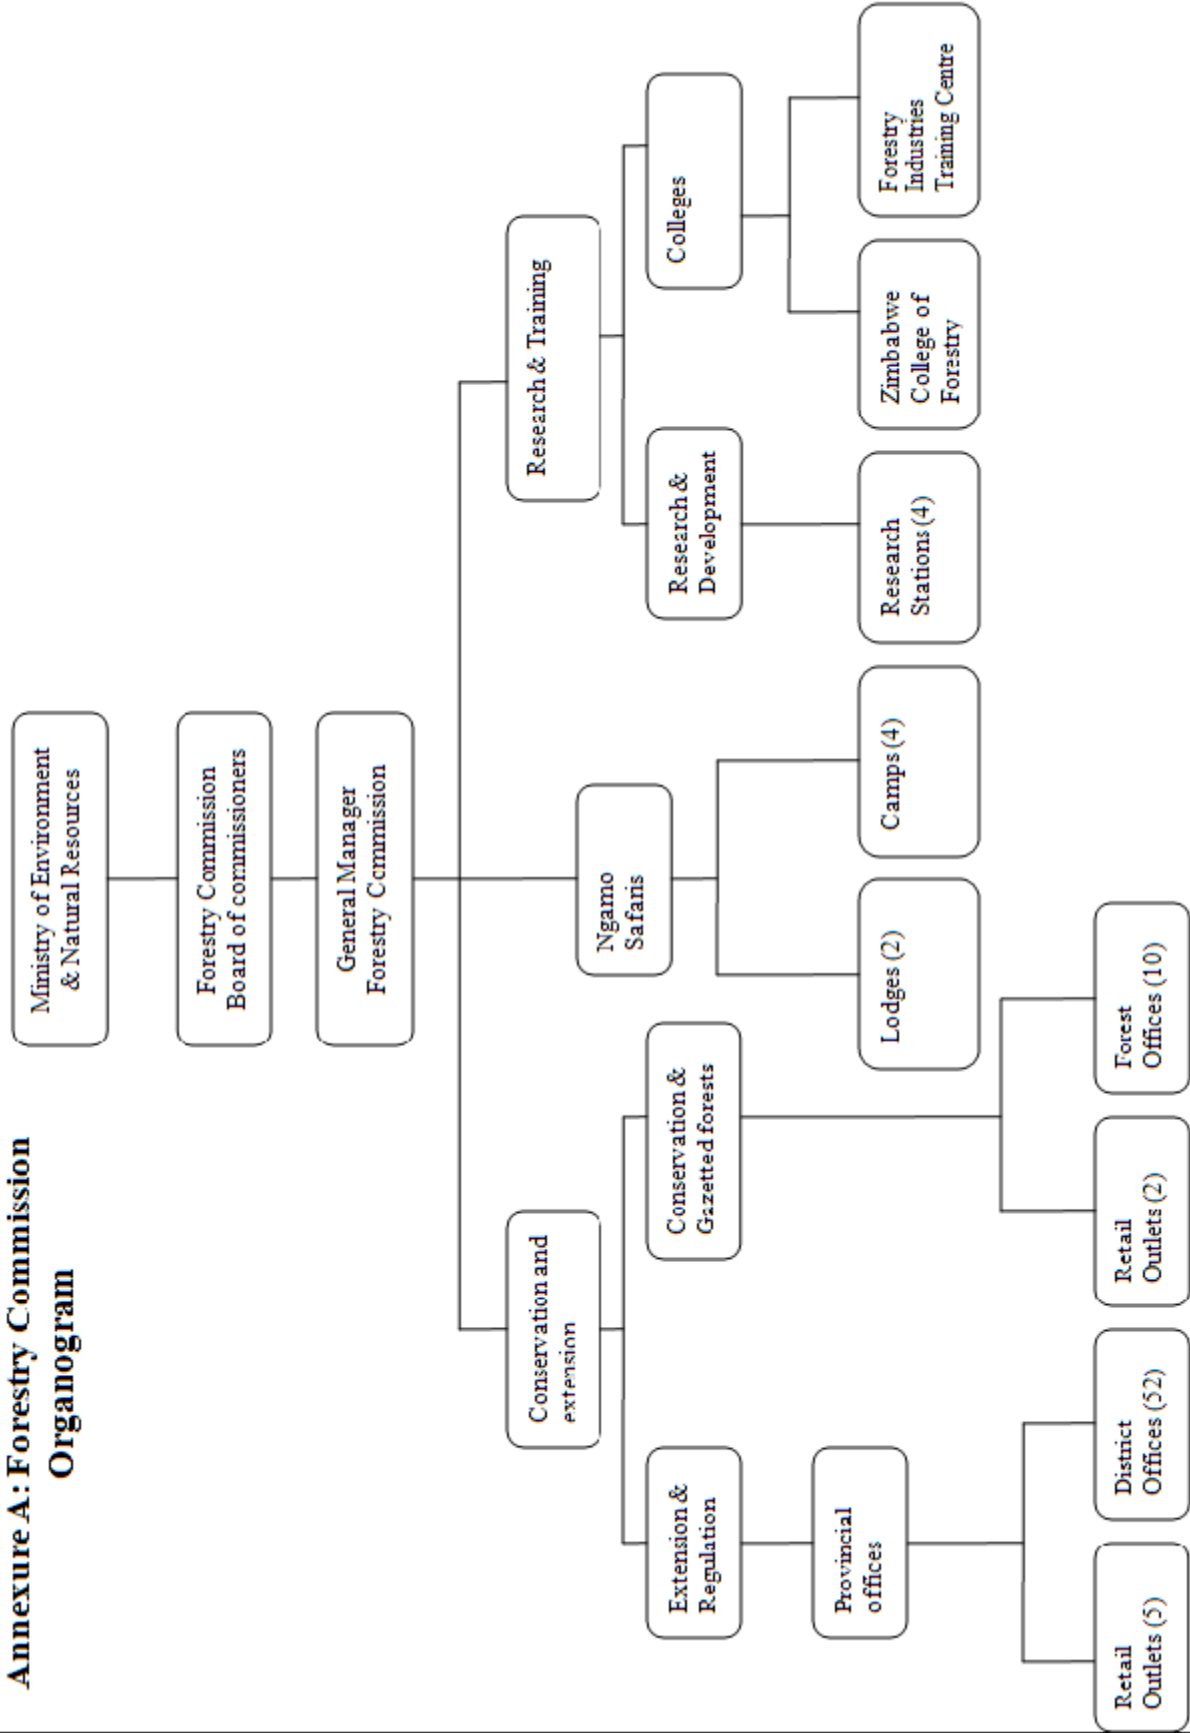 Annexure A: Forestry Commission
Organogram
Ministry of Environment
& Natural Resources
Forestry Commission
Board of commissioners
General Manager
Forestry Commission
Conservation and
extension
Ngamo
Safaris
Research & Training
Extension &
Regulation
Conservation &
Gazetted forests
Research &
Development
Colleges
Provincial
offices
Lodges (2)
Camps (4)
Research
Stations (4)
Zimbabwe
College of
Forestry
Forestry
Industries
Training Centre
Retail
Outlets (5)
District
Offices (52)
Retail
Outlets (2)
Forest
Offices (10)